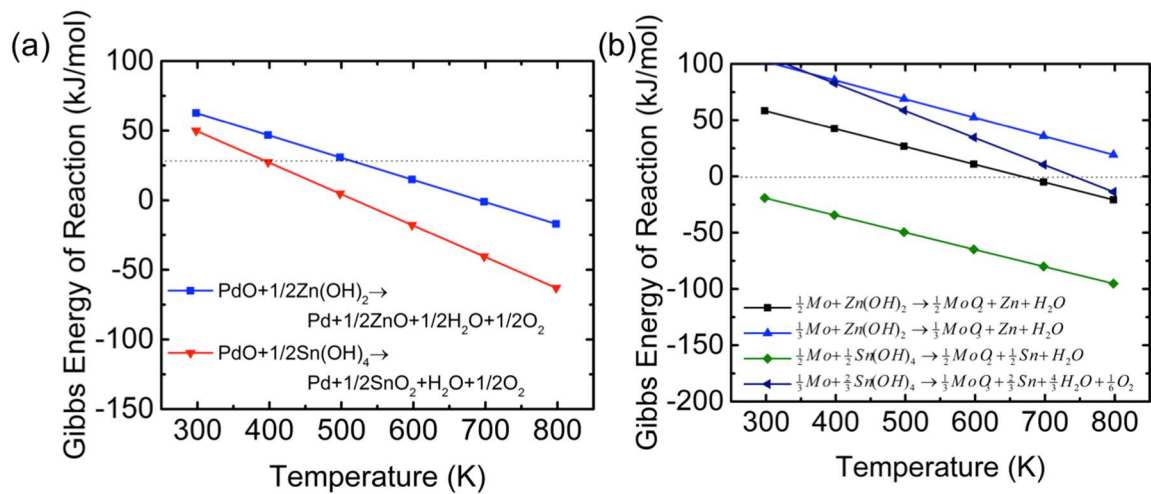 (a)
Gibbs Energy of Reaction (kJ/mol)
100
50
0
-50
-100
-150
PdO+1/2Zn(OH)₂→
Pd+1/2ZnO+1/2H₂O+1/2O₂
PdO+1/2Sn(OH)₄→
Pd+1/2SnO₂+H₂O+1/2O₂
300 400 500 600 700 800
Temperature (K)
(b)
Gibbs Energy of Reaction (kJ/mol)
100
50
0
-50
-100
-150
-200
½Mo+Zn(OH)₂→½MoO₂+Zn+H₂O
⅓Mo+Zn(OH)₂→⅓MoO₃+Zn+H₂O
½Mo+½Sn(OH)₄→½MoO₂+½Sn+H₂O
⅓Mo+⅔Sn(OH)₄→⅓MoO₃+⅔Sn+4/3H₂O+⅙O₂
300 400 500 600 700 800
Temperature (K)